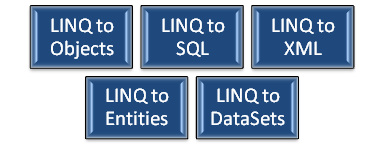 LINQ to
Objects
LINQ to
SQL
LINQ to
XML
LINQ to
Entities
LINQ to
DataSets